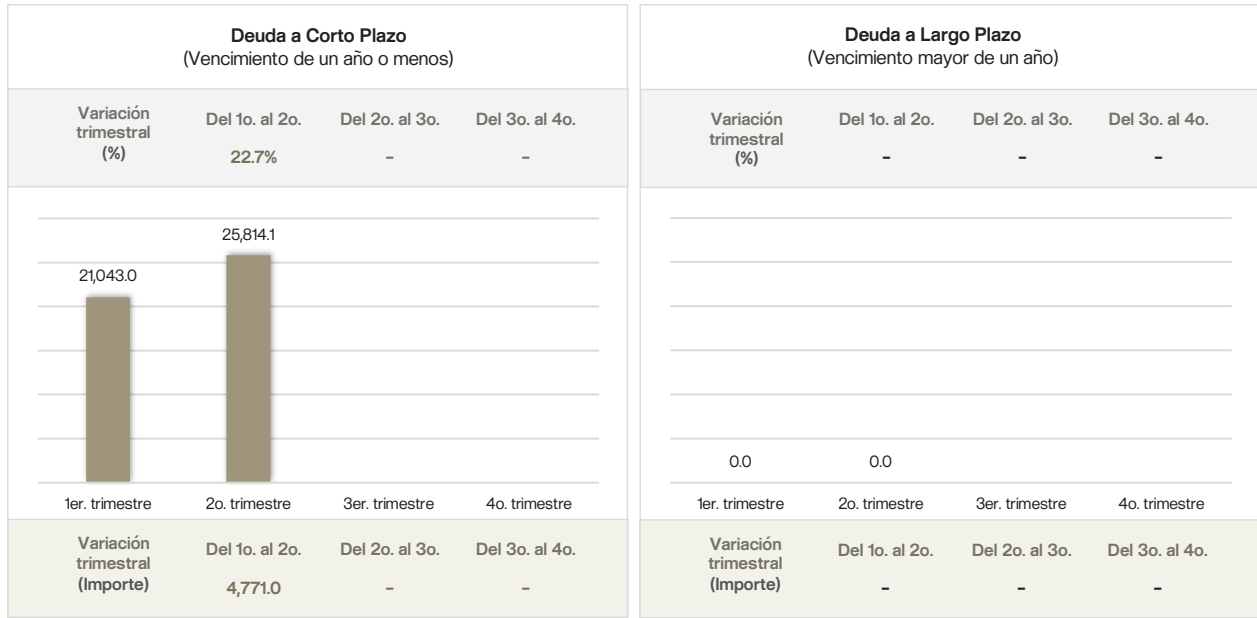 Deuda a Corto Plazo
(Vencimiento de un año o menos)
Variación
trimestral
(%)
Del 1o. al 2o.
Del 2o. al 3o.
Del 3o. al 4o.
22.7%
–
–
21,043.0
25,814.1
1er. trimestre
2o. trimestre
3er. trimestre
4o. trimestre
Variación
trimestral
(Importe)
Del 1o. al 2o.
Del 2o. al 3o.
Del 3o. al 4o.
4,771.0
–
–
Deuda a Largo Plazo
(Vencimiento mayor de un año)
Variación
trimestral
(%)
Del 1o. al 2o.
Del 2o. al 3o.
Del 3o. al 4o.
–
–
–
0.0
0.0
1er. trimestre
2o. trimestre
3er. trimestre
4o. trimestre
Variación
trimestral
(Importe)
Del 1o. al 2o.
Del 2o. al 3o.
Del 3o. al 4o.
–
–
–